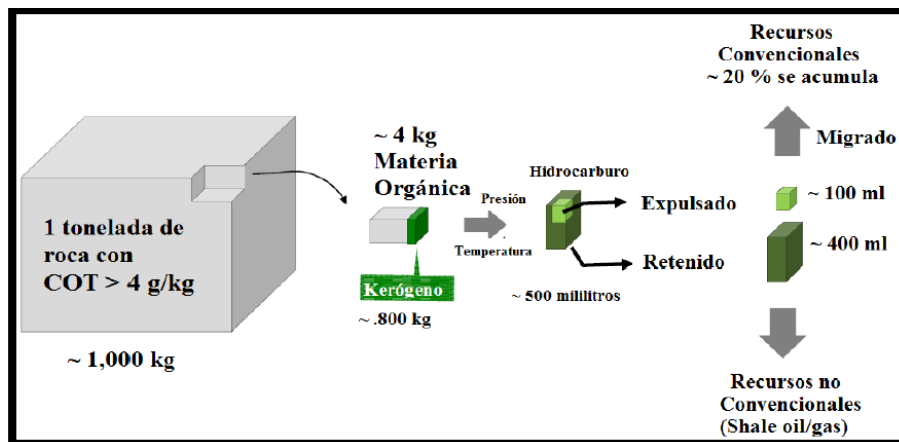 1 tonelada de
roca con
COT > 4 g/kg
~ 1,000 kg
~ 4 kg
Materia
Orgánica
Kerógeno
~ .800 kg
Presión
Temperatura
Hidrocarburo
~ 500 mililitros
Expulsado
Retenido
Recursos
Convencionales
~ 20 % se acumula
Migrado
~ 100 ml
~ 400 ml
Recursos no
Convencionales
(Shale oil/gas)